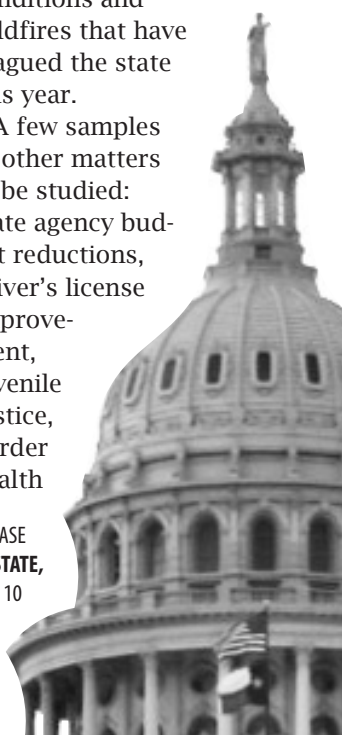 nditions and
ldfires that have
agued the state
is year.
A few samples
other matters
be studied:
ate agency bud-
t reductions,
iver's license
prove-
ent,
venile
stice,
rder
alth
ASE
TATE,
10